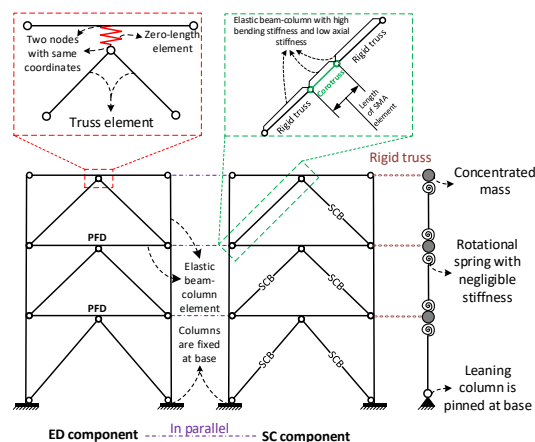 Two nodes
with same
coordinates
Zero-length
element
Truss element
Elastic beam-column with high
bending stiffness and low axial
stiffness
Rigid truss
Corotruss
Rigid truss
Length
of SMA
element
Rigid truss
Concentrated
mass
SCB
PFD
Elastic
beam-
column
element
Rotational
spring with
negligible
stiffness
PFD
SCB
SCB
Columns
are fixed
at base
SCB
SCB
Leaning
column is
pinned at base
ED component
In parallel
SC component